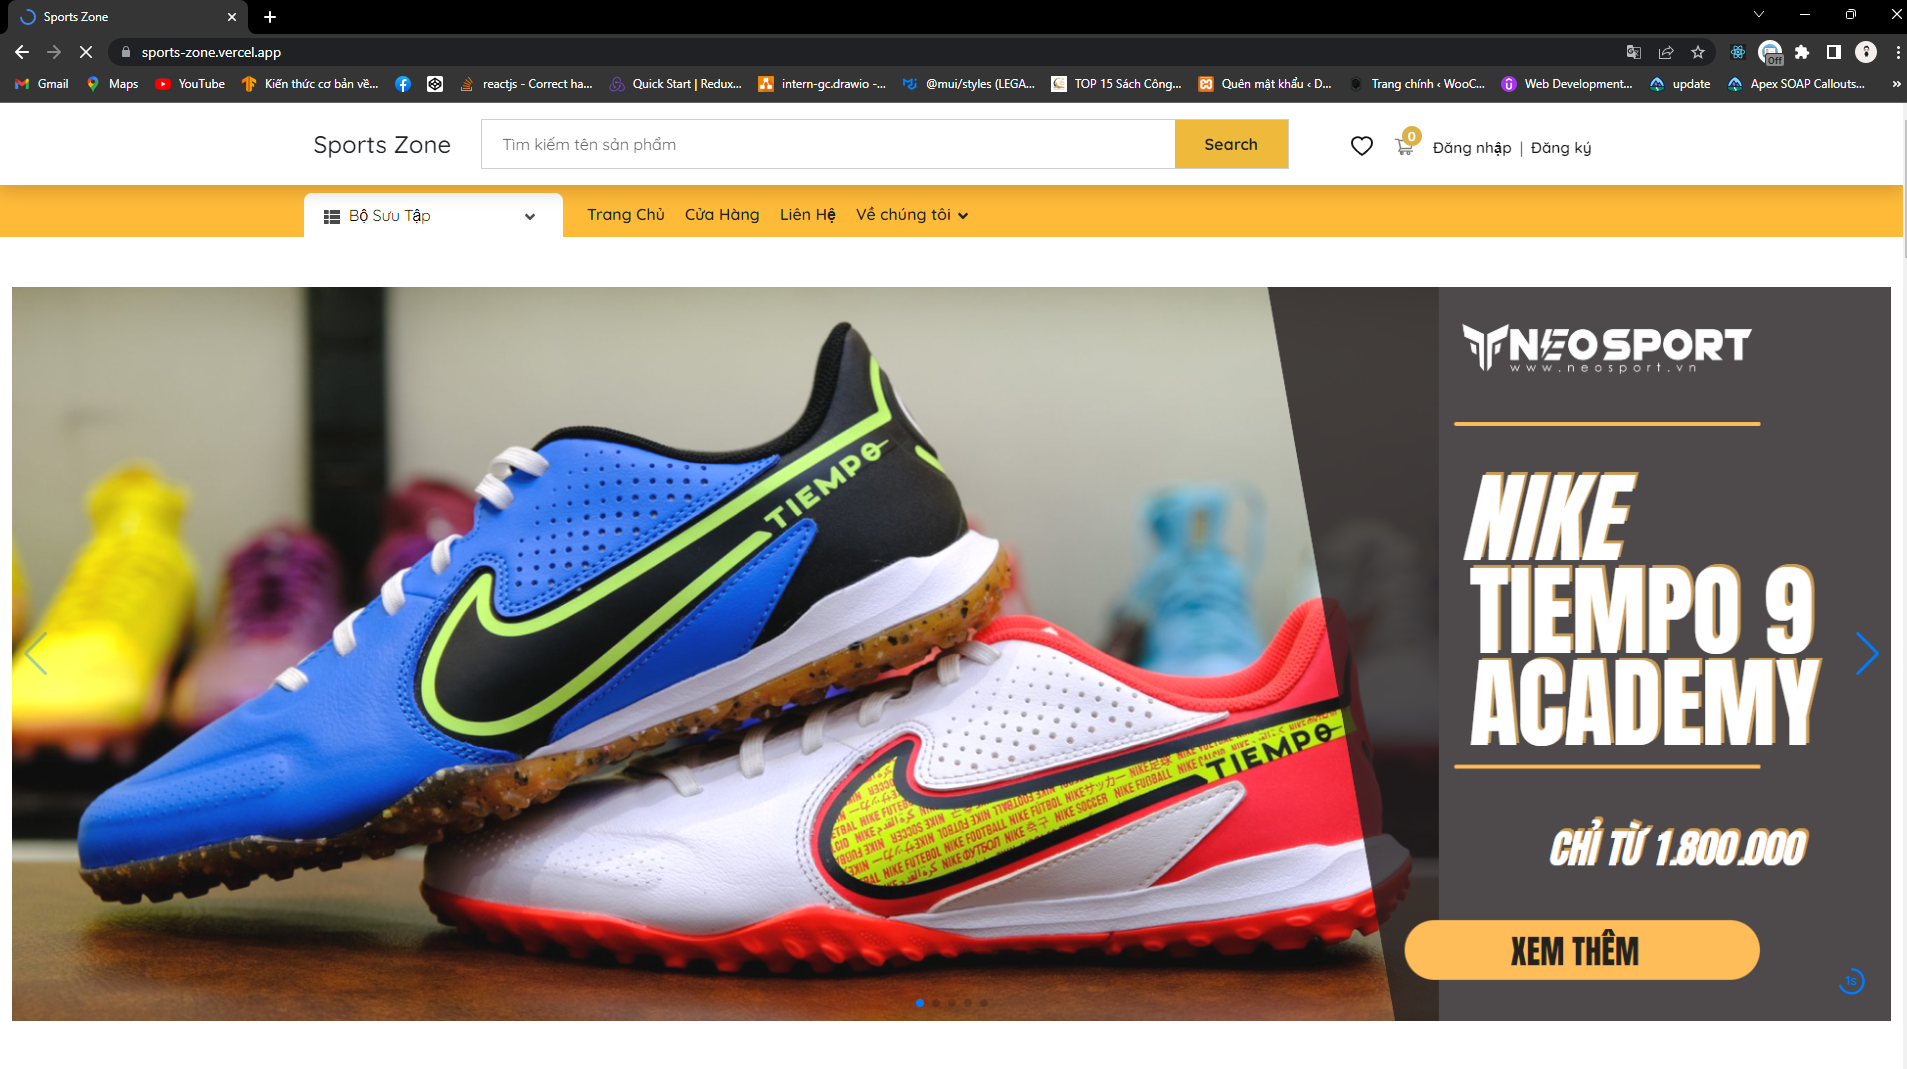 Sports Zone
sports-zone.vercel.app
Off
Gmail
Maps
YouTube
Kiến thức cơ bản về...
reactjs - Correct ha...
Quick Start | Redux...
intern-gc.drawio -...
@mui/styles (LEGA...
TOP 15 Sách Công...
Quên mật khẩu ‹ D...
Trang chính ‹ WooC...
Web Development...
update
Apex SOAP Callouts...
»
Sports Zone
Tìm kiếm tên sản phẩm
Search
0
Đăng nhập | Đăng ký
Bộ Sưu Tập
Trang Chủ
Cửa Hàng
Liên Hệ
Về chúng tôi
NEOSPORT
www.neosport.vn
TIEMPO
NIKE
TIEMPO 9
ACADEMY
TIEMPO
CHỈ TỪ 1.800.000
XEM THÊM
1s